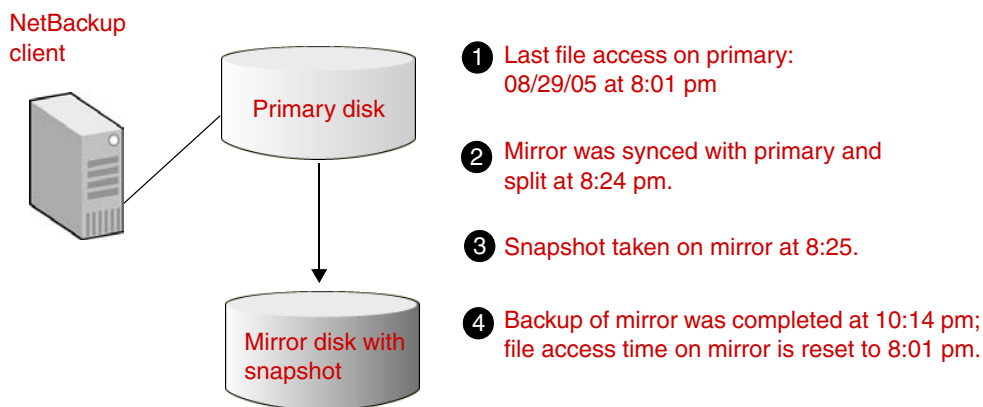 NetBackup
client
Primary disk
Mirror disk with
snapshot
1 Last file access on primary:
08/29/05 at 8:01 pm
2 Mirror was synced with primary and
split at 8:24 pm.
3 Snapshot taken on mirror at 8:25.
4 Backup of mirror was completed at 10:14 pm;
file access time on mirror is reset to 8:01 pm.